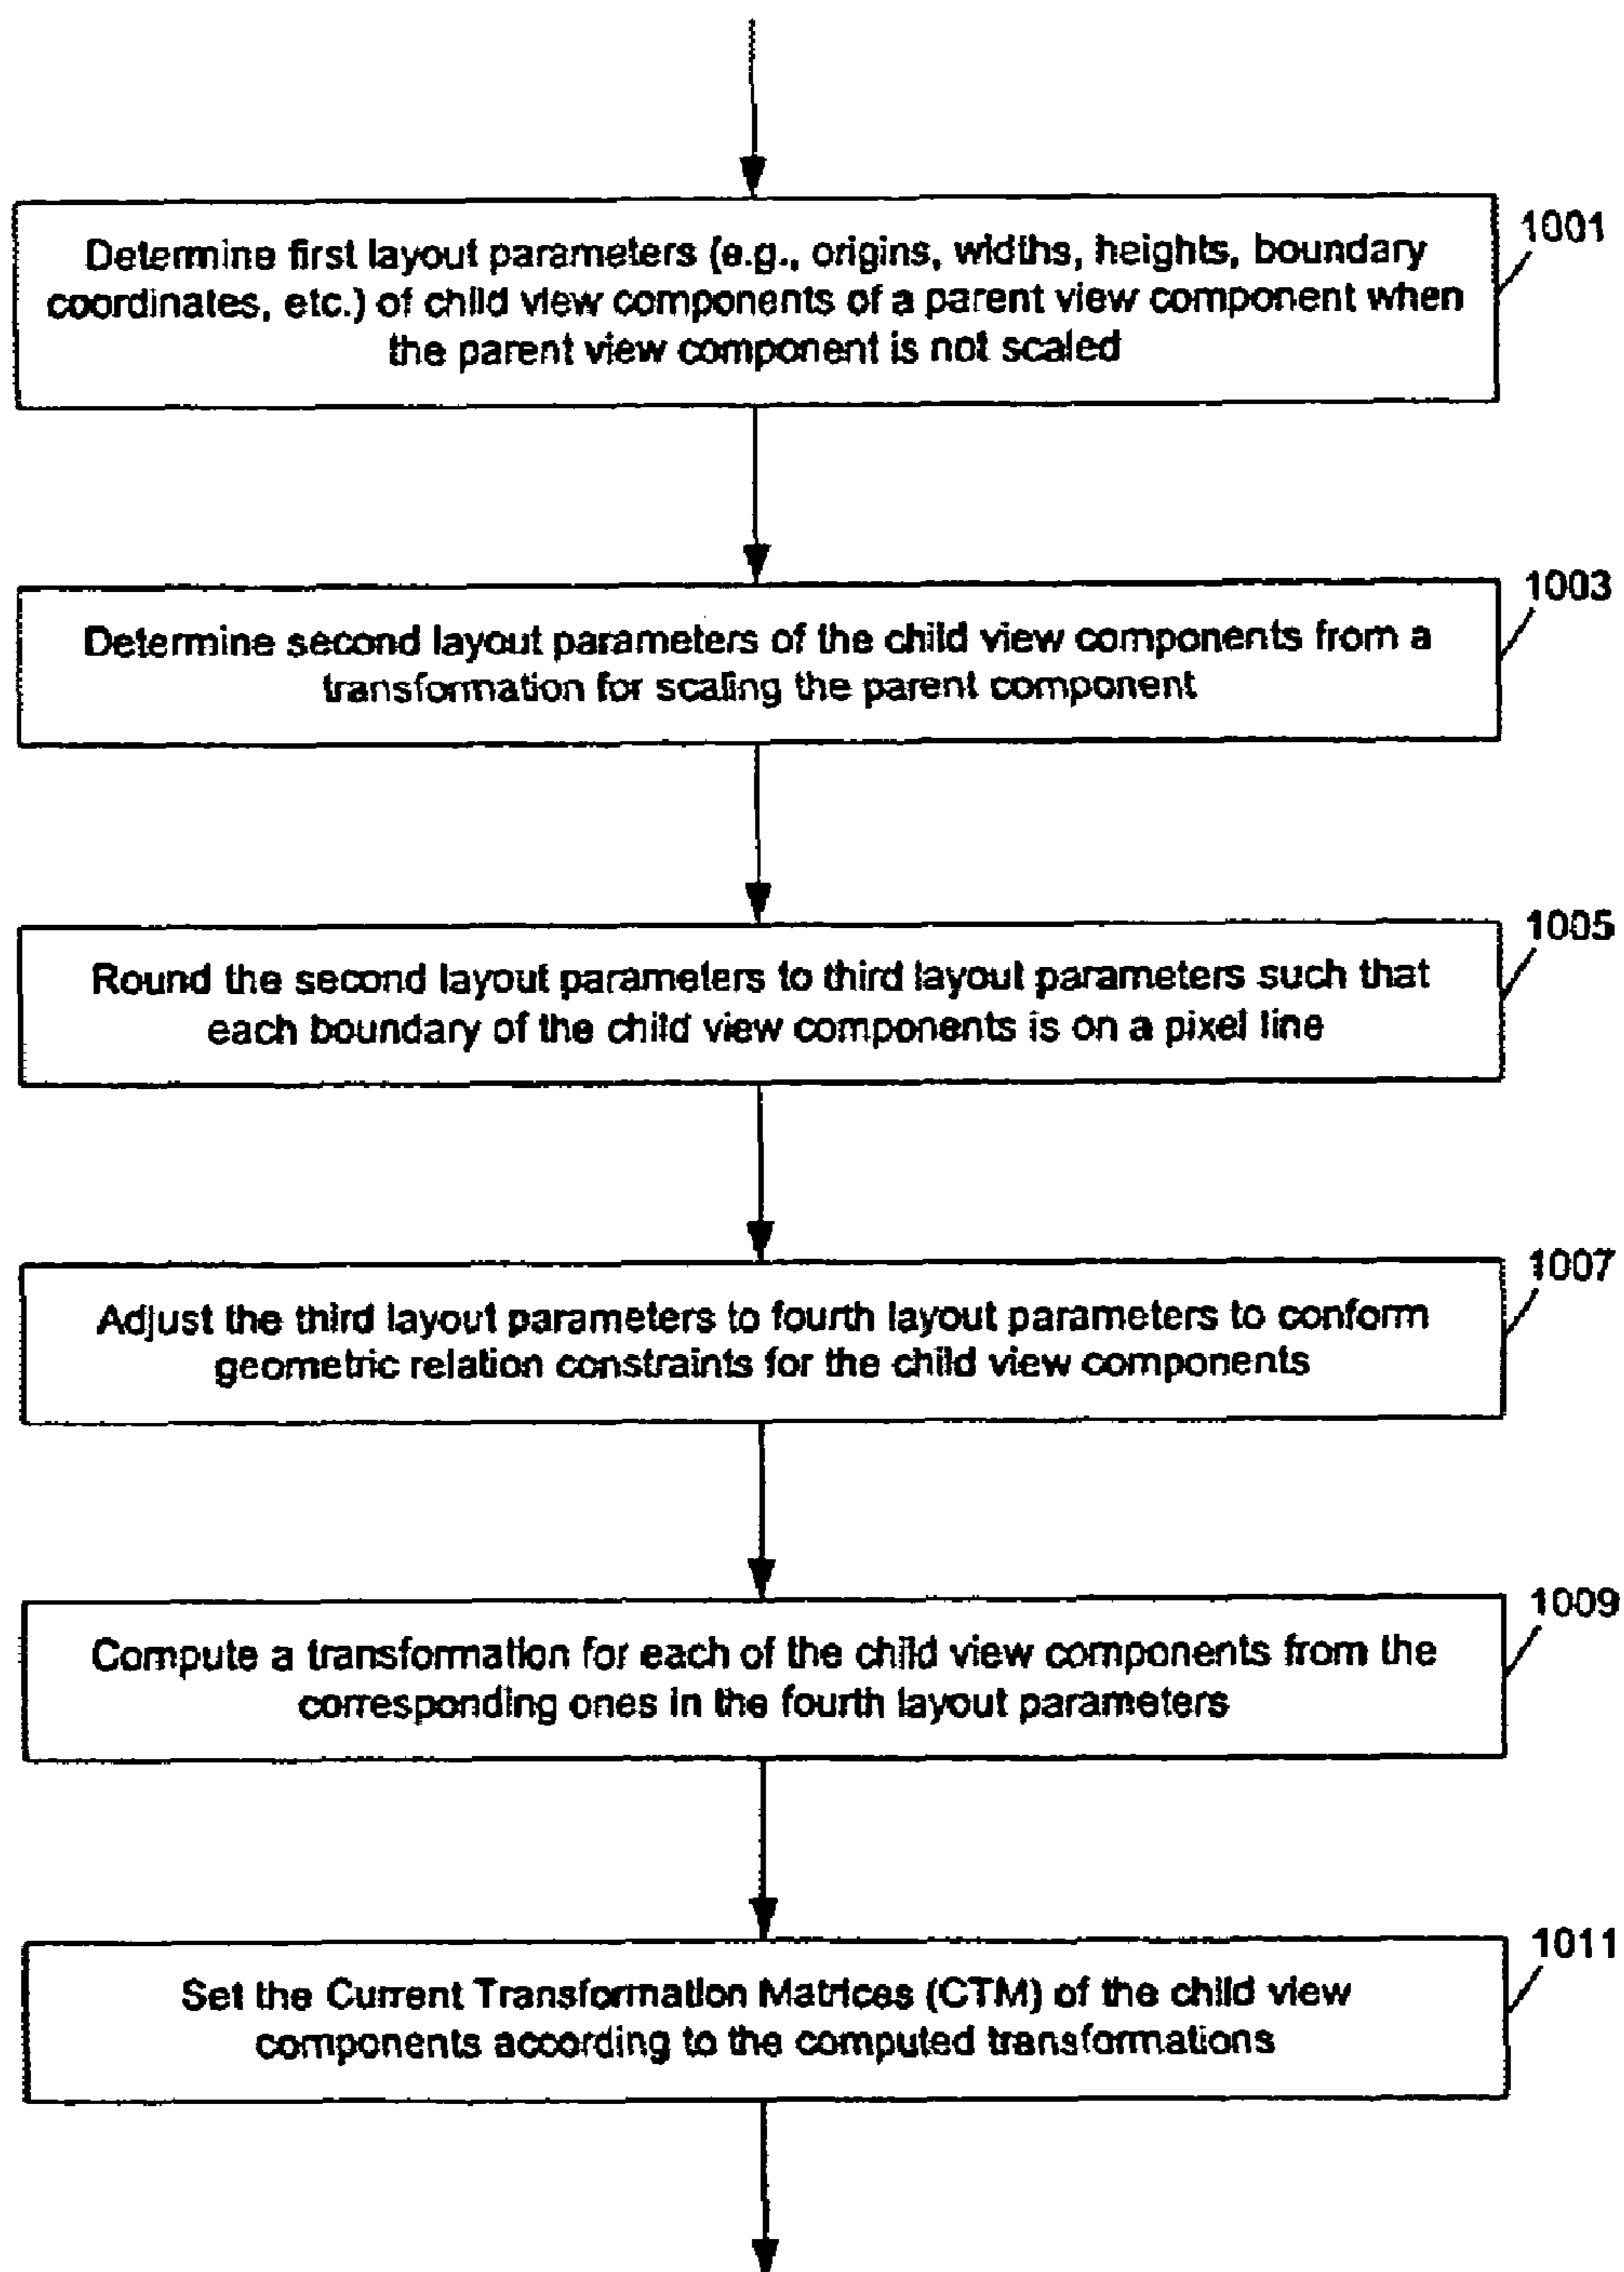 Determine first layout parameters (e.g., origins, widths, heights, boundary
coordinates, etc.) of child view components of a parent view component when
the parent view component is not scaled
1001
Determine second layout parameters of the child view components from a
transformation for scaling the parent component
1003
Round the second layout parameters to third layout parameters such that
each boundary of the child view components is on a pixel line
1005
Adjust the third layout parameters to fourth layout parameters to conform
geometric relation constraints for the child view components
1007
Compute a transformation for each of the child view components from the
corresponding ones in the fourth layout parameters
1009
Set the Current Transformation Matrices (CTM) of the child view
components according to the computed transformations
1011